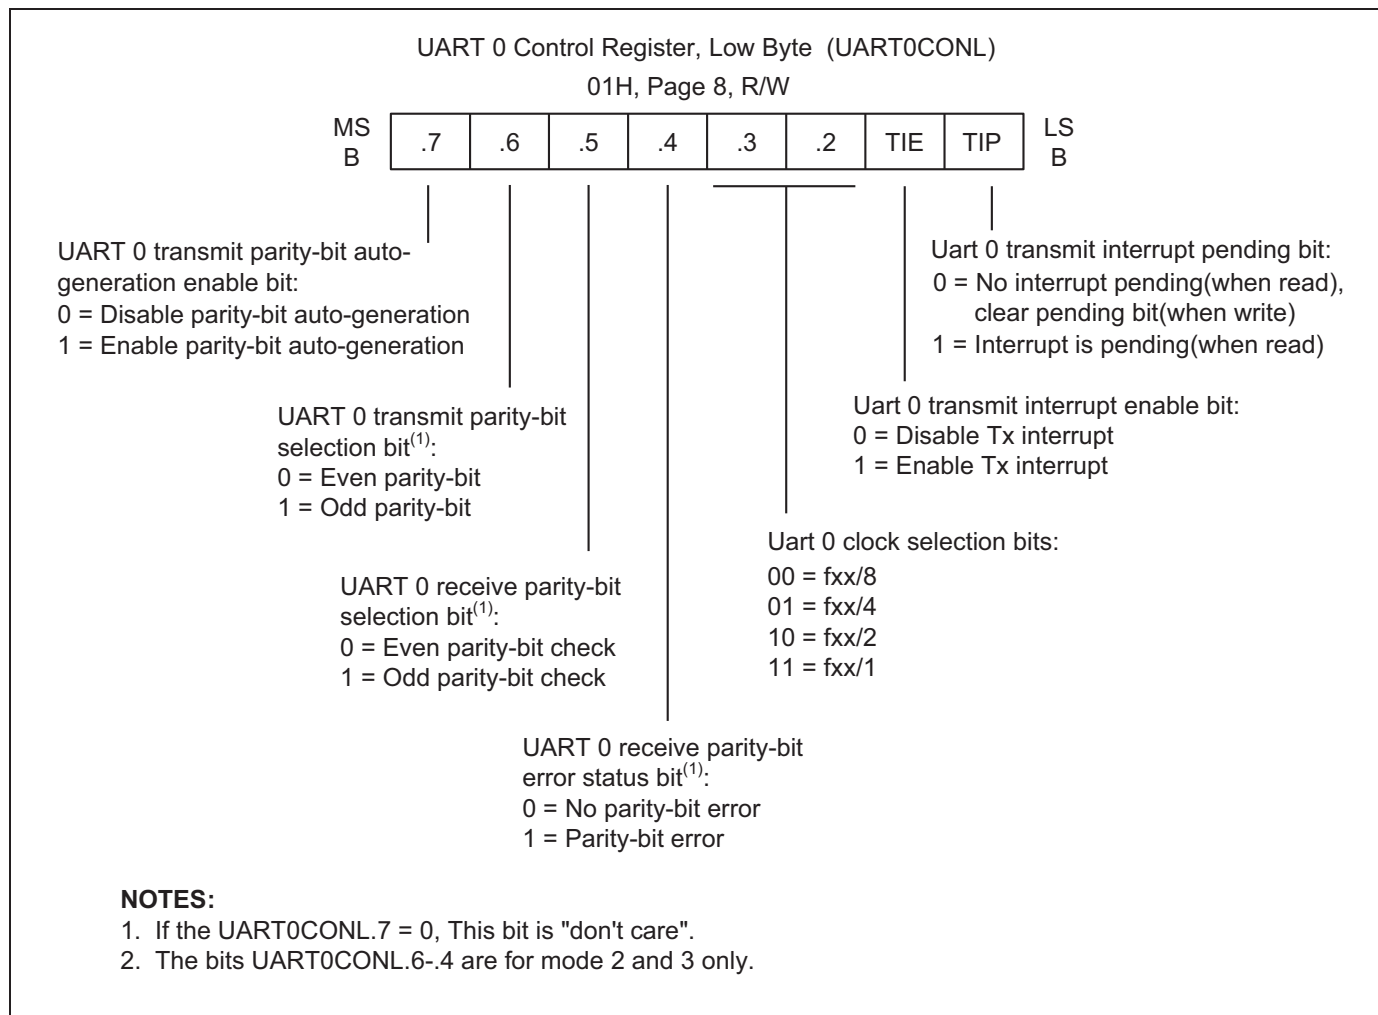 UART 0 Control Register, Low Byte (UART0CONL)
01H, Page 8, R/W
MS
B
.7 .6 .5 .4 .3 .2 TIE TIP
LS
B
UART 0 transmit parity-bit auto-
generation enable bit:
0 = Disable parity-bit auto-generation
1 = Enable parity-bit auto-generation
Uart 0 transmit interrupt pending bit:
0 = No interrupt pending(when read),
clear pending bit(when write)
1 = Interrupt is pending(when read)
UART 0 transmit parity-bit
selection bit(1):
0 = Even parity-bit
1 = Odd parity-bit
Uart 0 transmit interrupt enable bit:
0 = Disable Tx interrupt
1 = Enable Tx interrupt
UART 0 receive parity-bit
selection bit(1):
0 = Even parity-bit check
1 = Odd parity-bit check
Uart 0 clock selection bits:
00 = fxx/8
01 = fxx/4
10 = fxx/2
11 = fxx/1
UART 0 receive parity-bit
error status bit(1):
0 = No parity-bit error
1 = Parity-bit error
NOTES:
1. If the UART0CONL.7 = 0, This bit is "don't care".
2. The bits UART0CONL.6-.4 are for mode 2 and 3 only.